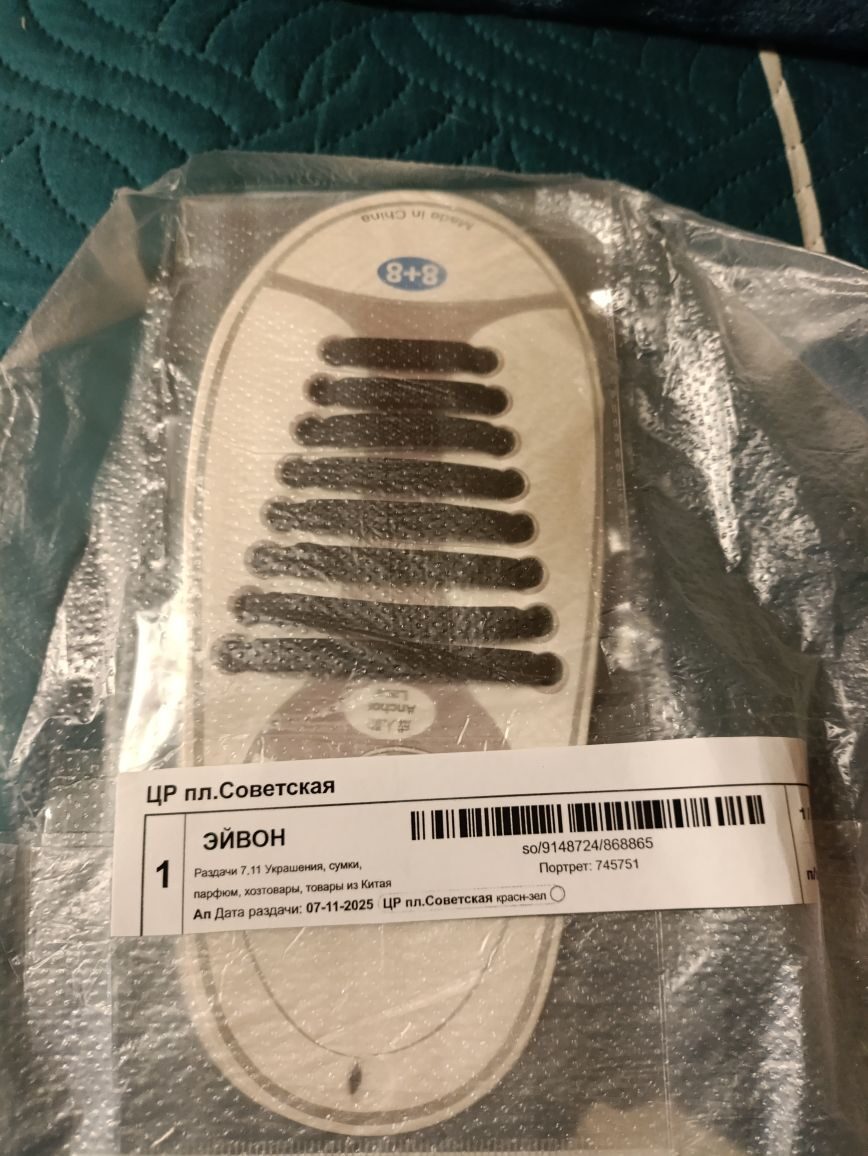 Made in China
8+8
Anchor
ЦР пл.Советская
1
ЭЙВОН
Раздачи 7.11 Украшения, сумки,
парфюм, хозтовары, товары из Китая
Ап Дата раздачи: 07-11-2025 ЦР пл.Советская красн-зел
so/9148724/868865
Портрет: 745751